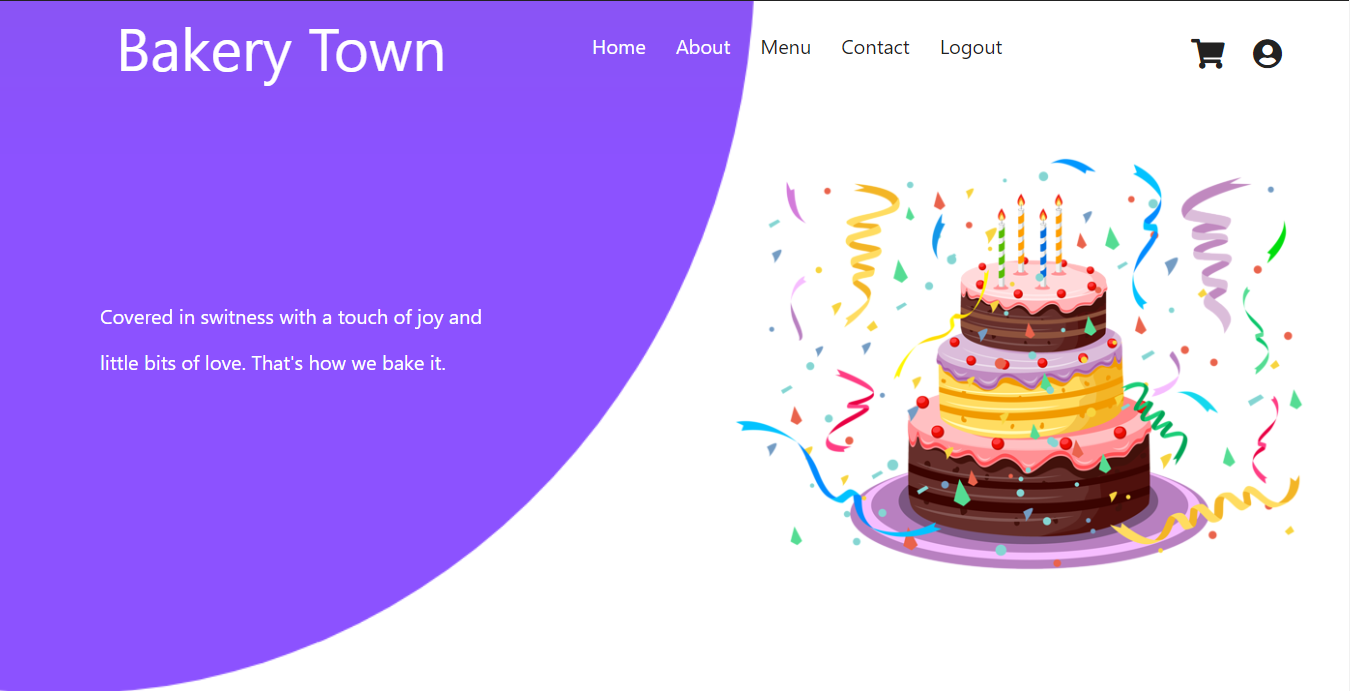 Bakery Town
Home About Menu Contact Logout
Covered in switness with a touch of joy and
little bits of love. That's how we bake it.